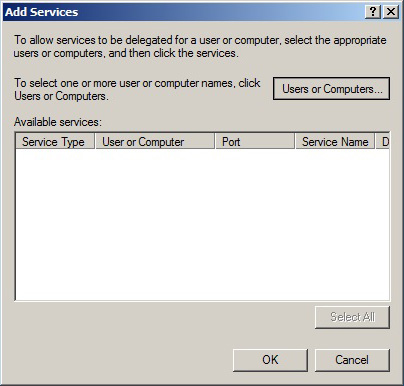 Add Services
To allow services to be delegated for a user or computer, select the appropriate
users or computers, and then click the services.
To select one or more user or computer names, click
Users or Computers.
Users or Computers...
Available services:
Service Type User or Computer Port Service Name D
Select All
OK Cancel